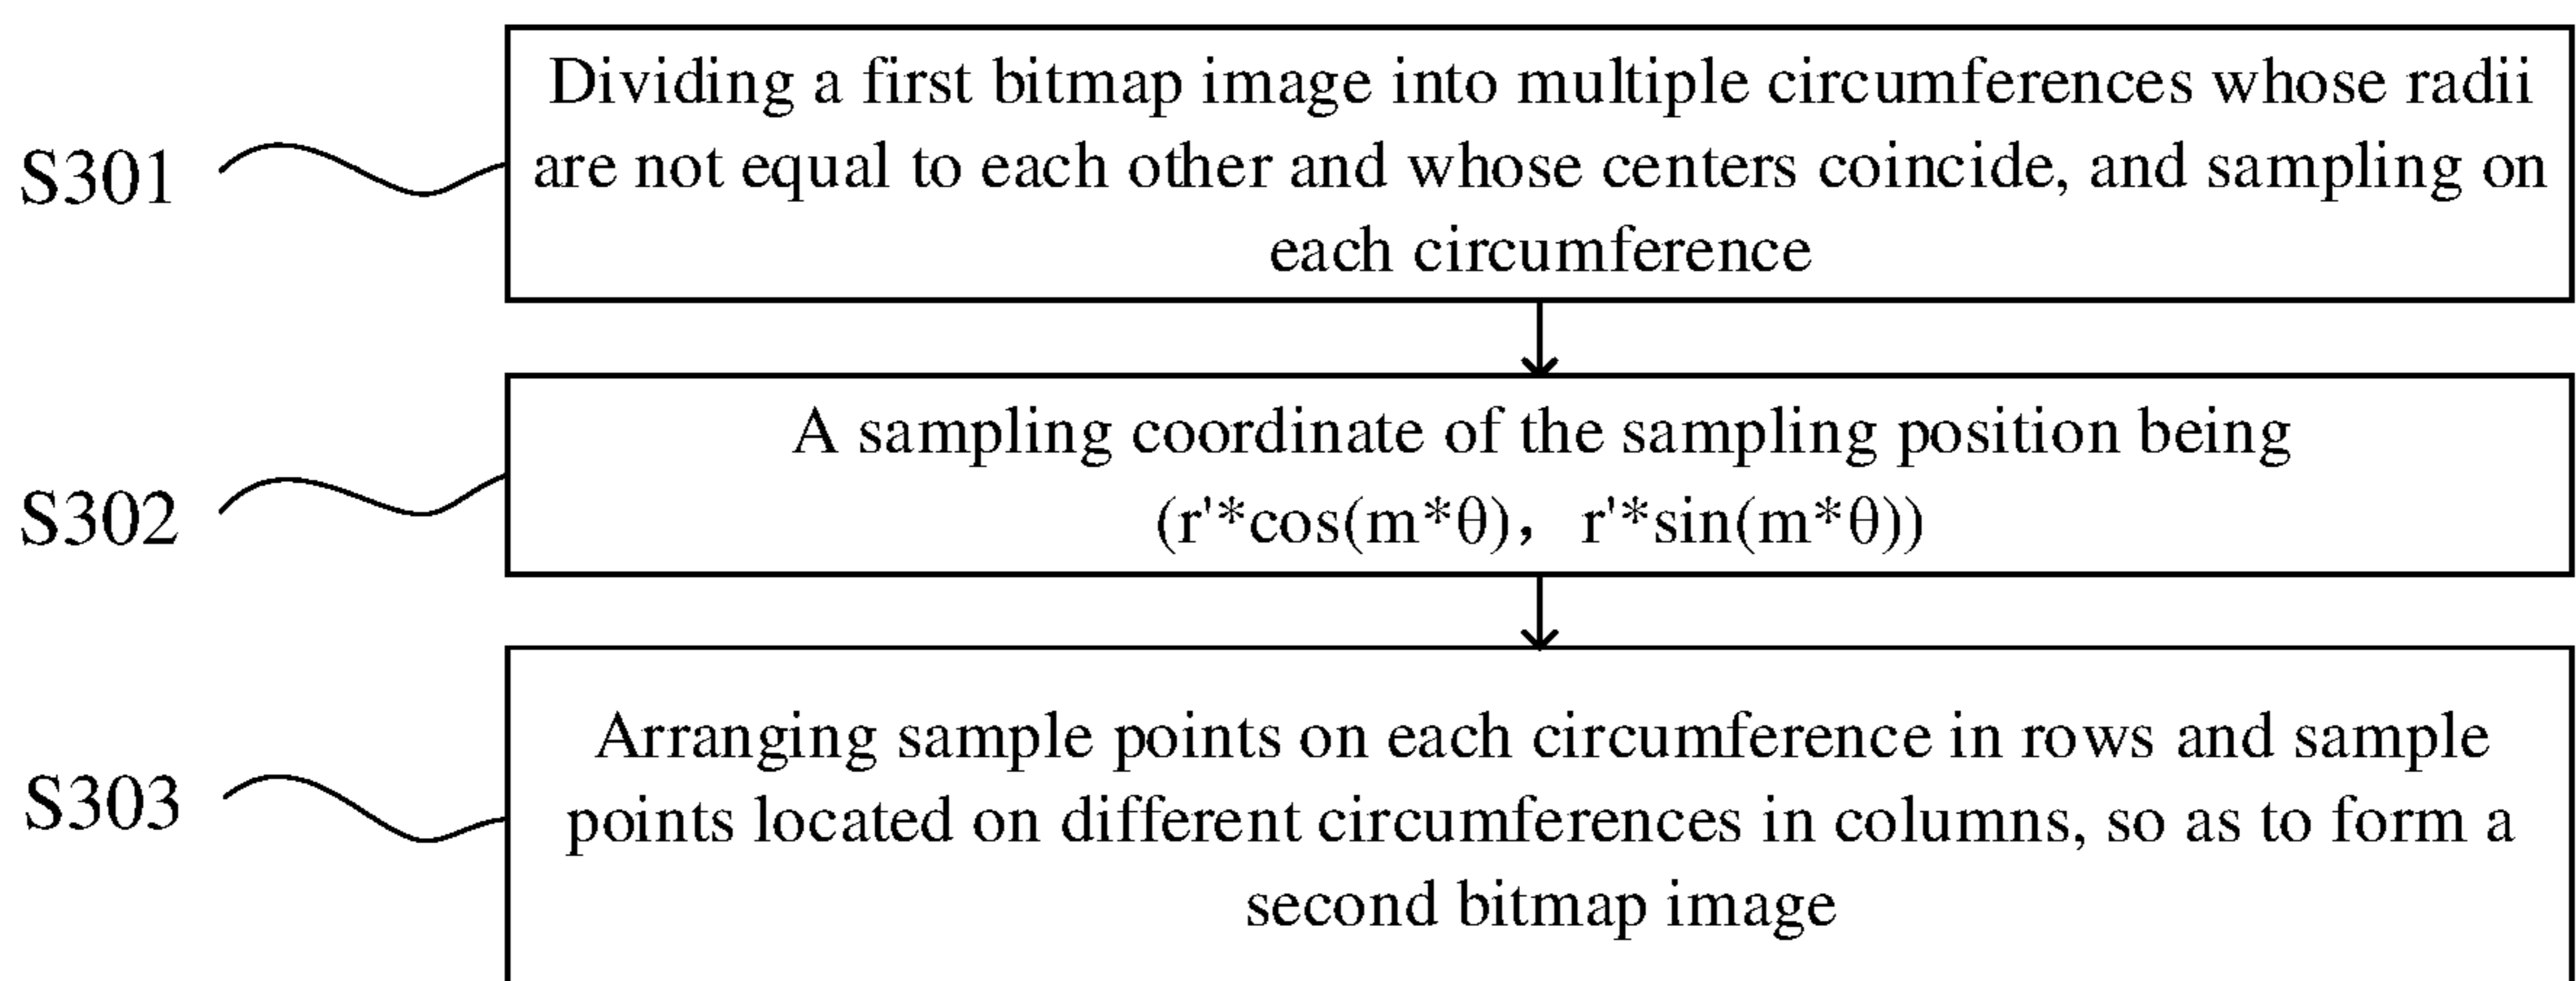 Dividing a first bitmap image into multiple circumferences whose radii
S301
are not equal to each other and whose centers coincide, and sampling on
each circumference
A sampling coordinate of the sampling position being
S302
(r'*cos(m*θ)， r'*sin(m*θ))
Arranging sample points on each circumference in rows and sample
S303
points located on different circumferences in columns, so as to form a
second bitmap image